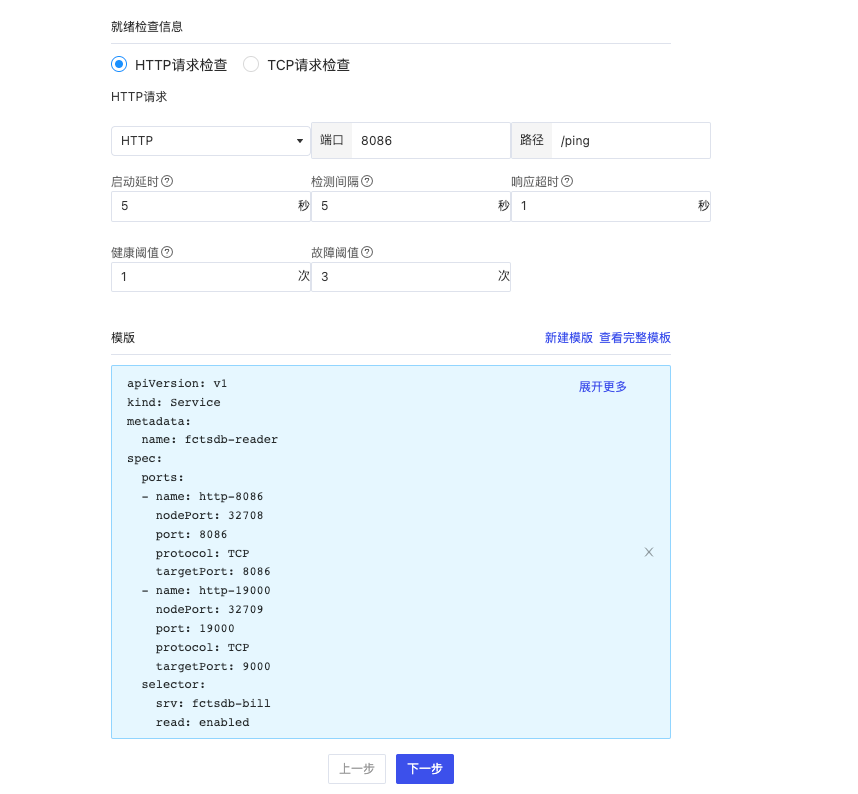 就绪检查信息
HTTP请求检查 TCP请求检查
HTTP请求
HTTP 端口 8086 路径 /ping
启动延时 检测间隔 响应超时
5 秒 5 秒 1 秒
健康阈值 故障阈值
1 次 3 次
模版 新建模版 查看完整模板
apiVersion: v1 展开更多
kind: Service
metadata:
  name: fctsdb-reader
spec:
  ports:
  - name: http-8086
    nodePort: 32708
    port: 8086
    protocol: TCP
    targetPort: 8086
  - name: http-19000
    nodePort: 32709
    port: 19000
    protocol: TCP
    targetPort: 9000
  selector:
    srv: fctsdb-bill
    read: enabled
上一步 下一步